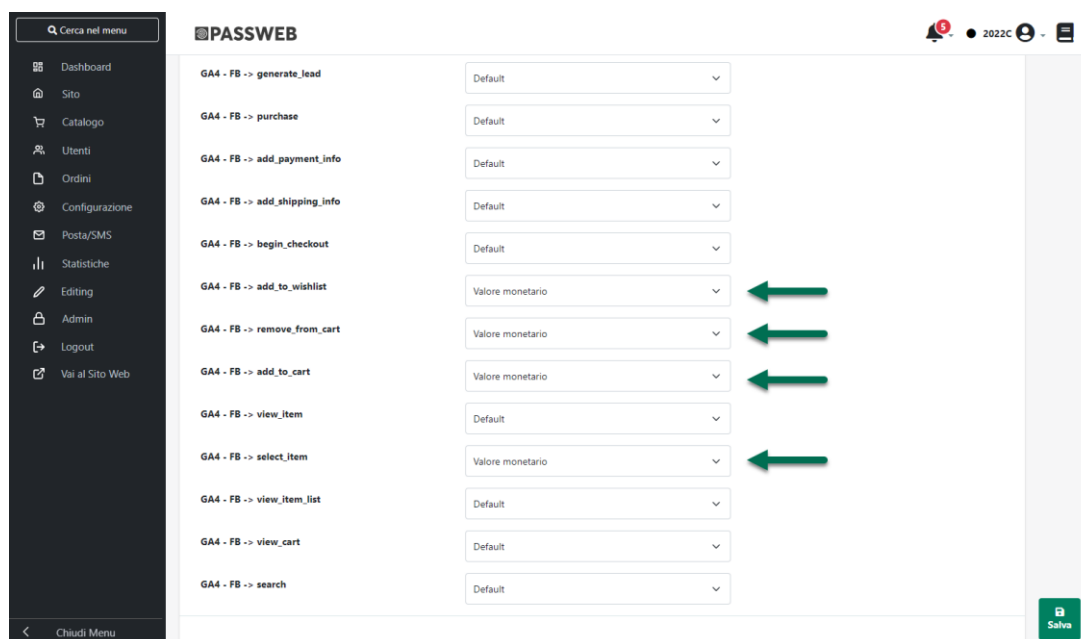 Cerca nel menu
PASSWEB
5
2022C
Dashboard
Sito
Catalogo
Utenti
Ordini
Configurazione
Posta/SMS
Statistiche
Editing
Admin
Logout
Vai al Sito Web
Chiudi Menu
GA4 - FB -> generate_lead Default
GA4 - FB -> purchase Default
GA4 - FB -> add_payment_info Default
GA4 - FB -> add_shipping_info Default
GA4 - FB -> begin_checkout Default
GA4 - FB -> add_to_wishlist Valore monetario
GA4 - FB -> remove_from_cart Valore monetario
GA4 - FB -> add_to_cart Valore monetario
GA4 - FB -> view_item Default
GA4 - FB -> select_item Valore monetario
GA4 - FB -> view_item_list Default
GA4 - FB -> view_cart Default
GA4 - FB -> search Default
Salva